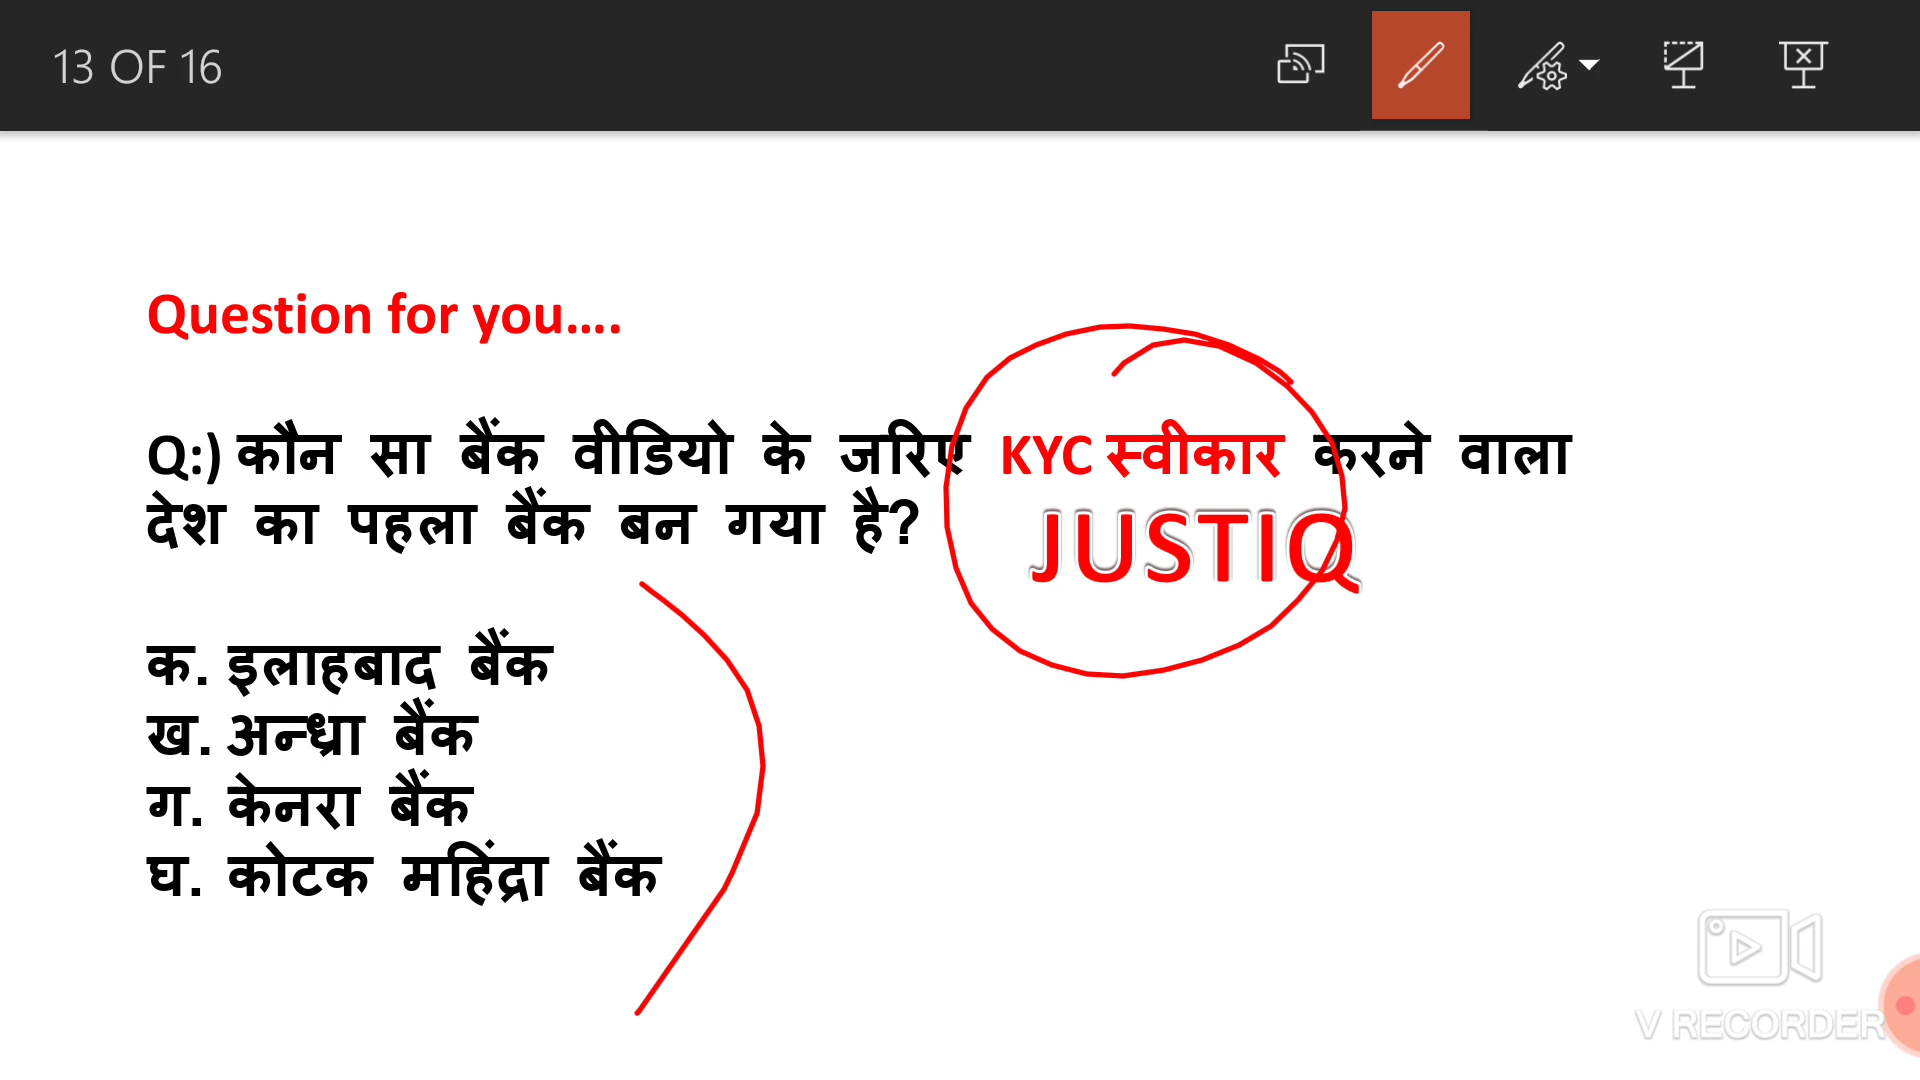 13 OF 16
Question for you....
Q:) कौन सा बैंक वीडियो के जरिए KYC स्वीकार करने वाला
देश का पहला बैंक बन गया है?
JUSTIQ
क. इलाहबाद बैंक
ख. अन्ध्रा बैंक
ग. केनरा बैंक
घ. कोटक महिंद्रा बैंक
V RECORDER